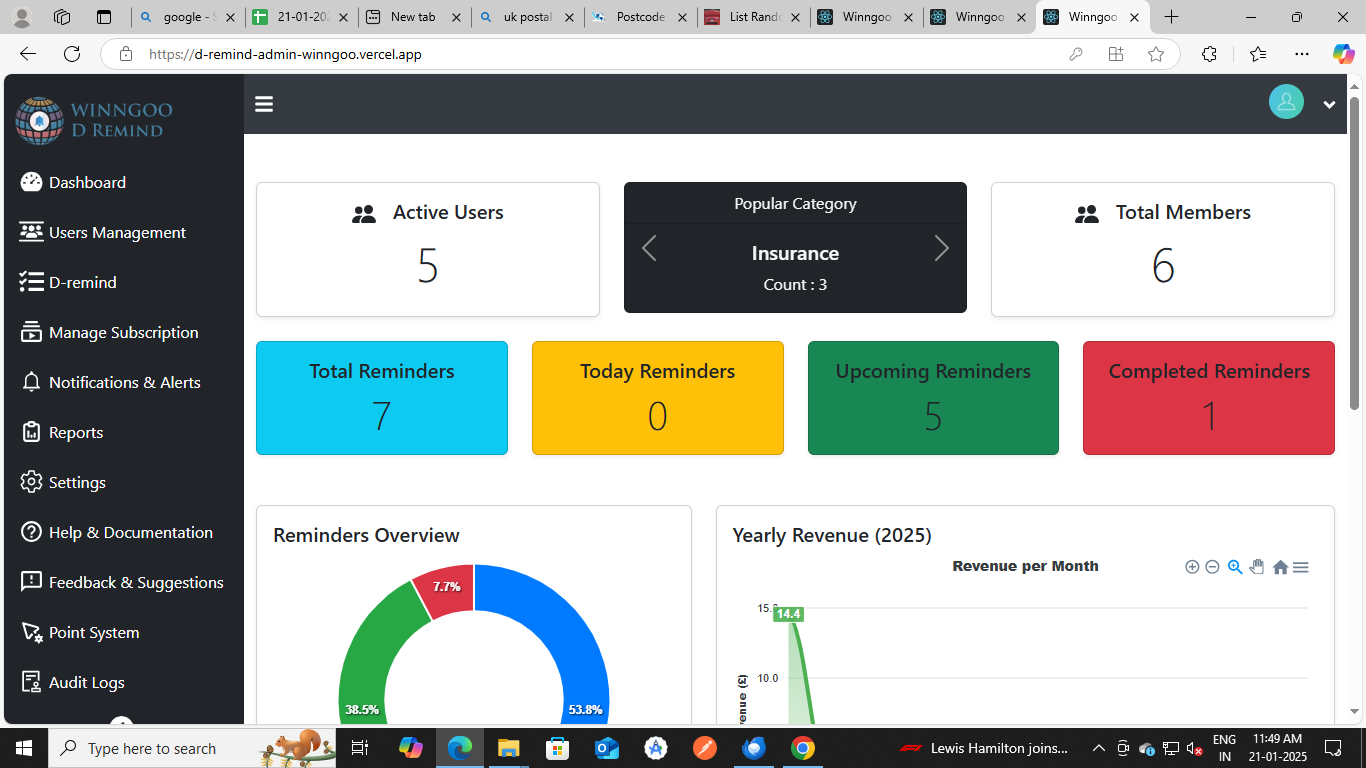 google - S
21-01-202
New tab
uk postal
Postcode
List Rando
Winngoo
Winngoo
Winngoo
https://d-remind-admin-winngoo.vercel.app
WINNGOO
D REMIND
Dashboard
Users Management
D-remind
Manage Subscription
Notifications & Alerts
Reports
Settings
Help & Documentation
Feedback & Suggestions
Point System
Audit Logs
Active Users
5
Popular Category
Insurance
Count : 3
Total Members
6
Total Reminders
7
Today Reminders
0
Upcoming Reminders
5
Completed Reminders
1
Reminders Overview
7.7%
38.5%
53.8%
Yearly Revenue (2025)
Revenue per Month
15.0
14.4
10.0
venue (£)
Type here to search
Lewis Hamilton joins...
ENG
IN
11:49 AM
21-01-2025